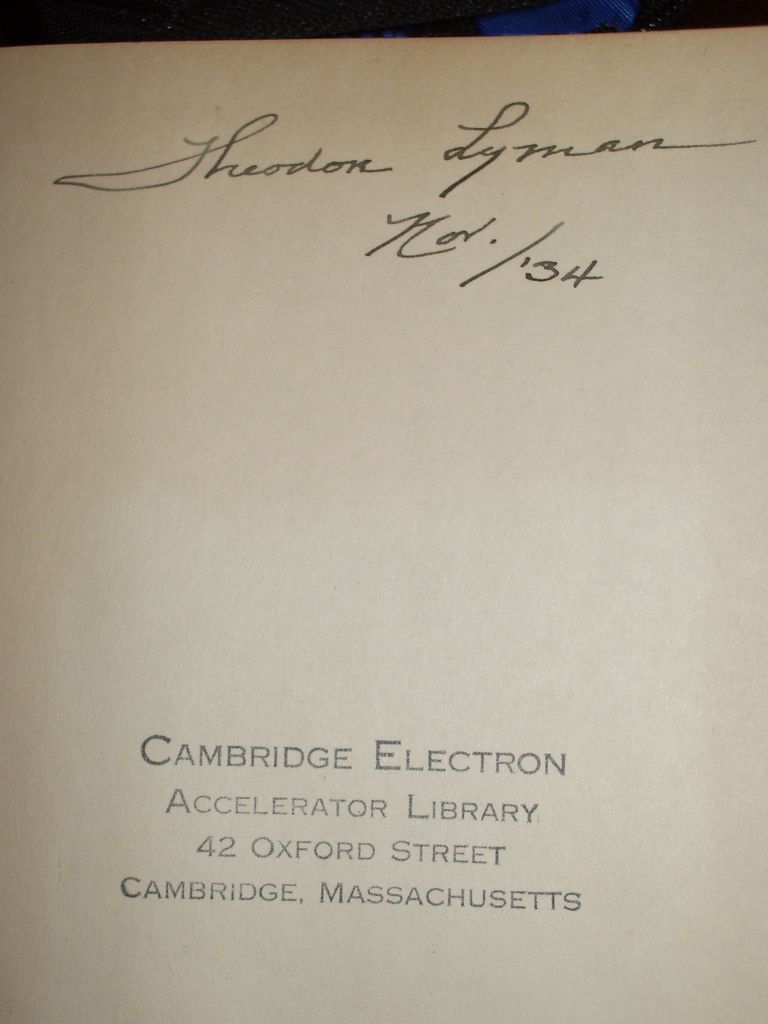 Theodore Lyman
Nov. /'34
CAMBRIDGE ELECTRON
ACCELERATOR LIBRARY
42 OXFORD STREET
CAMBRIDGE, MASSACHUSETTS